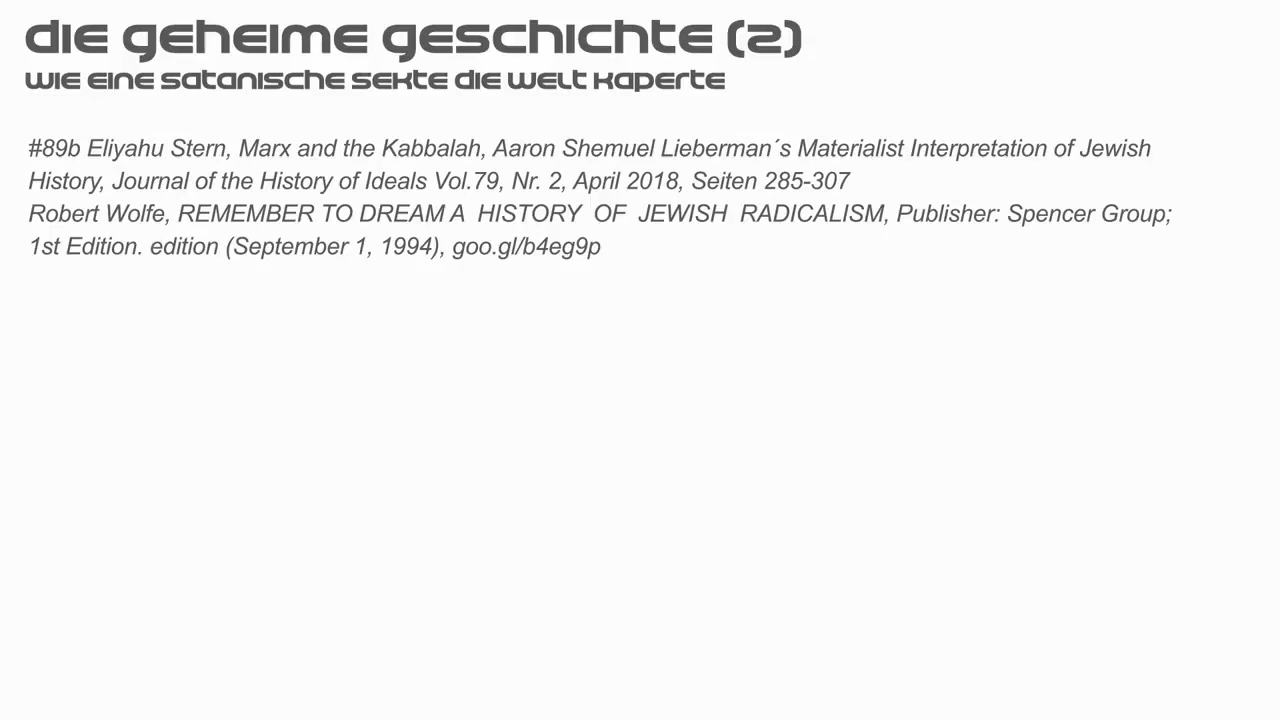 die geheime geschichte (2)
wie eine satanische sekte die welt kaperte
#89b Eliyahu Stern, Marx and the Kabbalah, Aaron Shemuel Lieberman´s Materialist Interpretation of Jewish
History, Journal of the History of Ideals Vol.79, Nr. 2, April 2018, Seiten 285-307
Robert Wolfe, REMEMBER TO DREAM A HISTORY OF JEWISH RADICALISM, Publisher: Spencer Group;
1st Edition. edition (September 1, 1994), goo.gl/b4eg9p